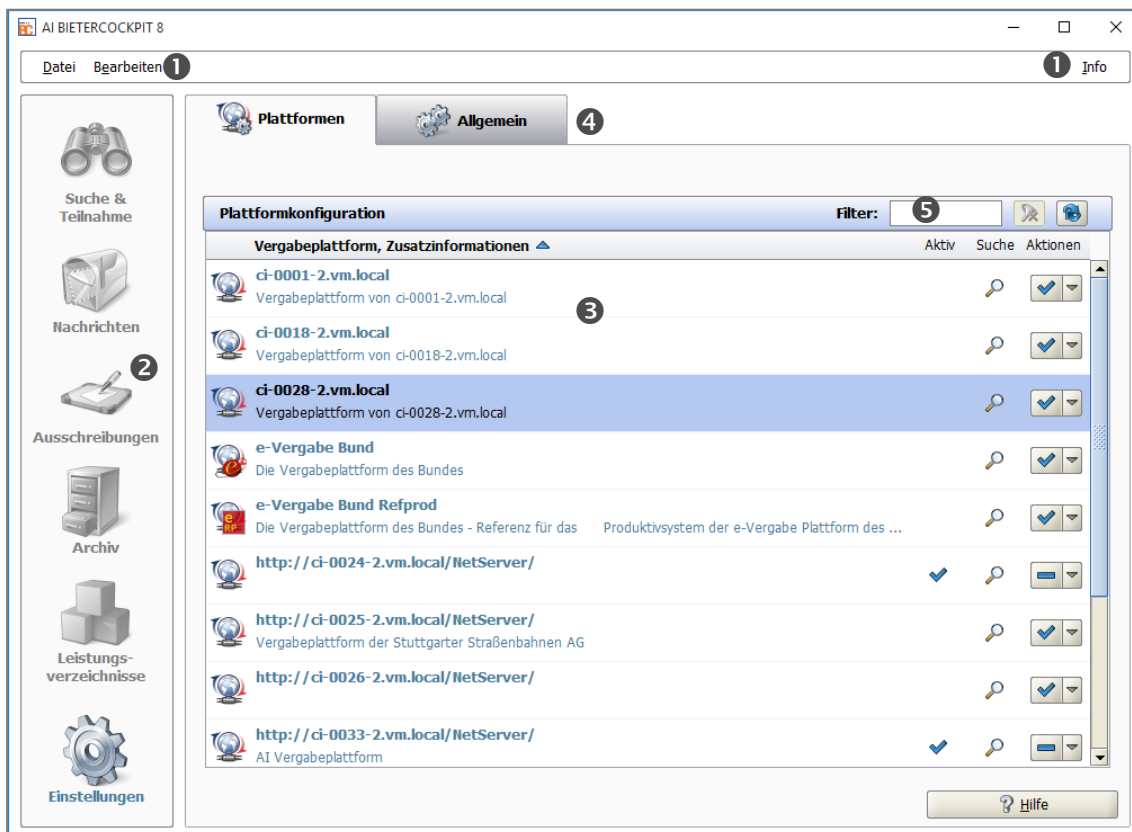 AI BIETERCOCKPIT 8
Datei Bearbeiten ❶ ❶ Info
Plattformen Allgemein ❹
Suche &
Teilnahme
Nachrichten
❷
Ausschreibungen
Archiv
Leistungs-
verzeichnisse
Einstellungen
Plattformkonfiguration Filter: ❺
Vergabeplattform, Zusatzinformationen Aktiv Suche Aktionen
ci-0001-2.vm.local
Vergabeplattform von ci-0001-2.vm.local
❸
ci-0018-2.vm.local
Vergabeplattform von ci-0018-2.vm.local
ci-0028-2.vm.local
Vergabeplattform von ci-0028-2.vm.local
e-Vergabe Bund
Die Vergabeplattform des Bundes
e-Vergabe Bund Refprod
Die Vergabeplattform des Bundes - Referenz für das Produktivsystem der e-Vergabe Plattform des ...
http://ci-0024-2.vm.local/NetServer/
http://ci-0025-2.vm.local/NetServer/
Vergabeplattform der Stuttgarter Straßenbahnen AG
http://ci-0026-2.vm.local/NetServer/
http://ci-0033-2.vm.local/NetServer/
AI Vergabeplattform
Hilfe